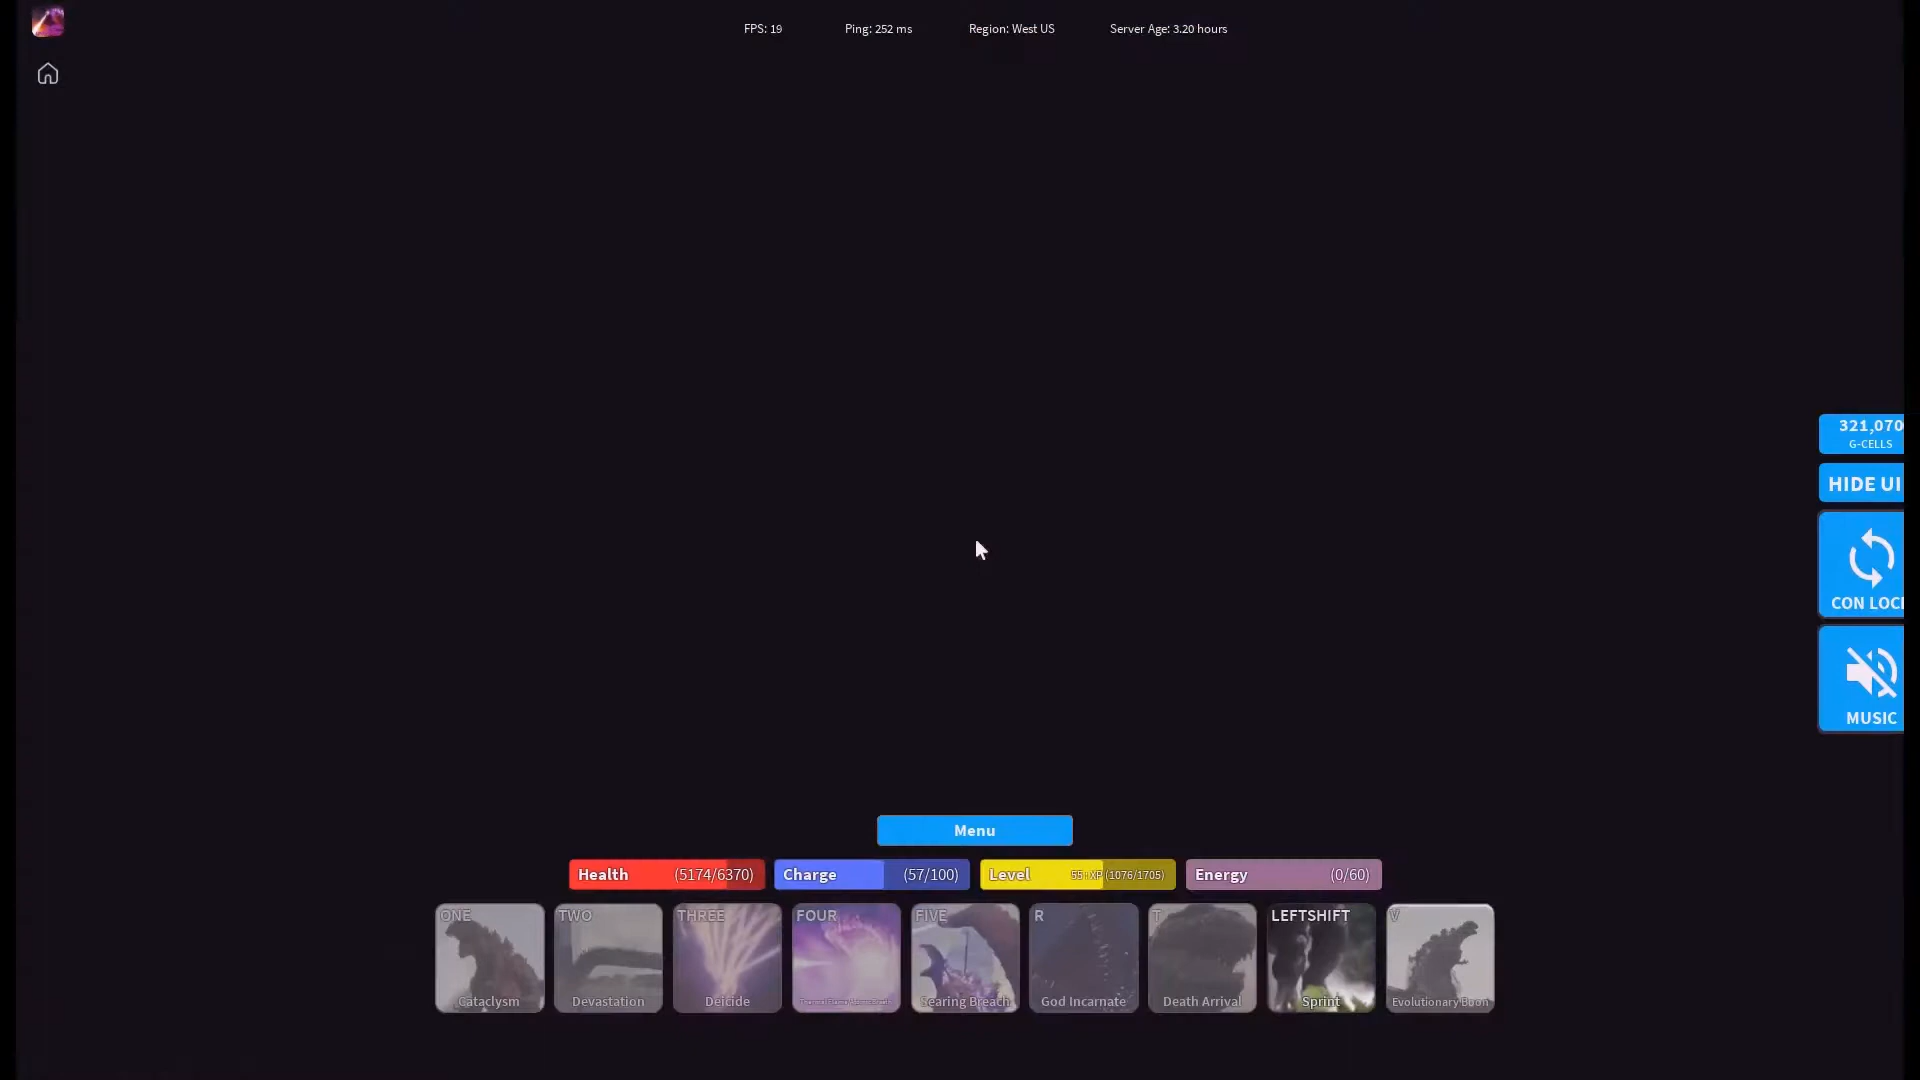 FPS: 19
Ping: 252 ms
Region: West US
Server Age: 3.20 hours
321,070
G-CELLS
HIDE UI
CON LOC
MUSIC
Menu
Health (5174/6370)
Charge (57/100)
Level 55 : XP (1076/1705)
Energy (0/60)
ONE
Cataclysm
TWO
Devastation
THREE
Deicide
FOUR
FIVE
Searing Breach
R
God Incarnate
T
Death Arrival
LEFTSHIFT
Sprint
V
Evolutionary Boon